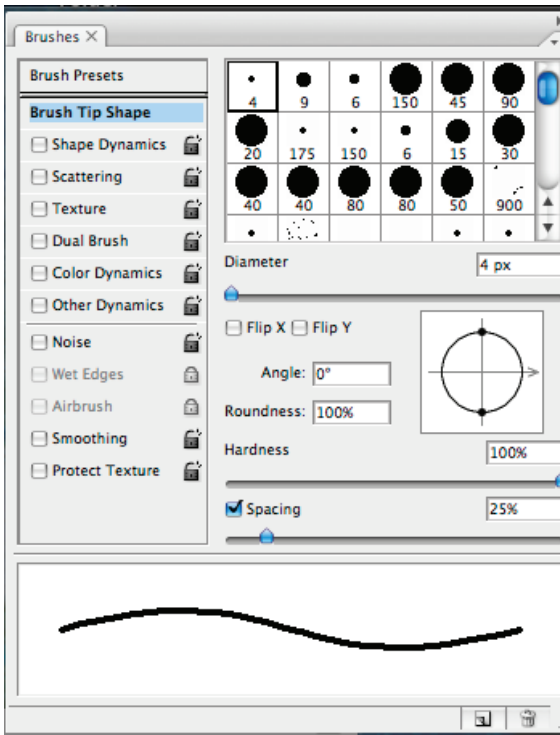 Brushes ×
Brush Presets
Brush Tip Shape
Shape Dynamics
Scattering
Texture
Dual Brush
Color Dynamics
Other Dynamics
Noise
Wet Edges
Airbrush
Smoothing
Protect Texture
4 9 6 150 45 90
20 175 150 6 15 30
40 40 80 80 50 900
Diameter 4 px
Flip X Flip Y
Angle: 0°
Roundness: 100%
Hardness 100%
Spacing 25%